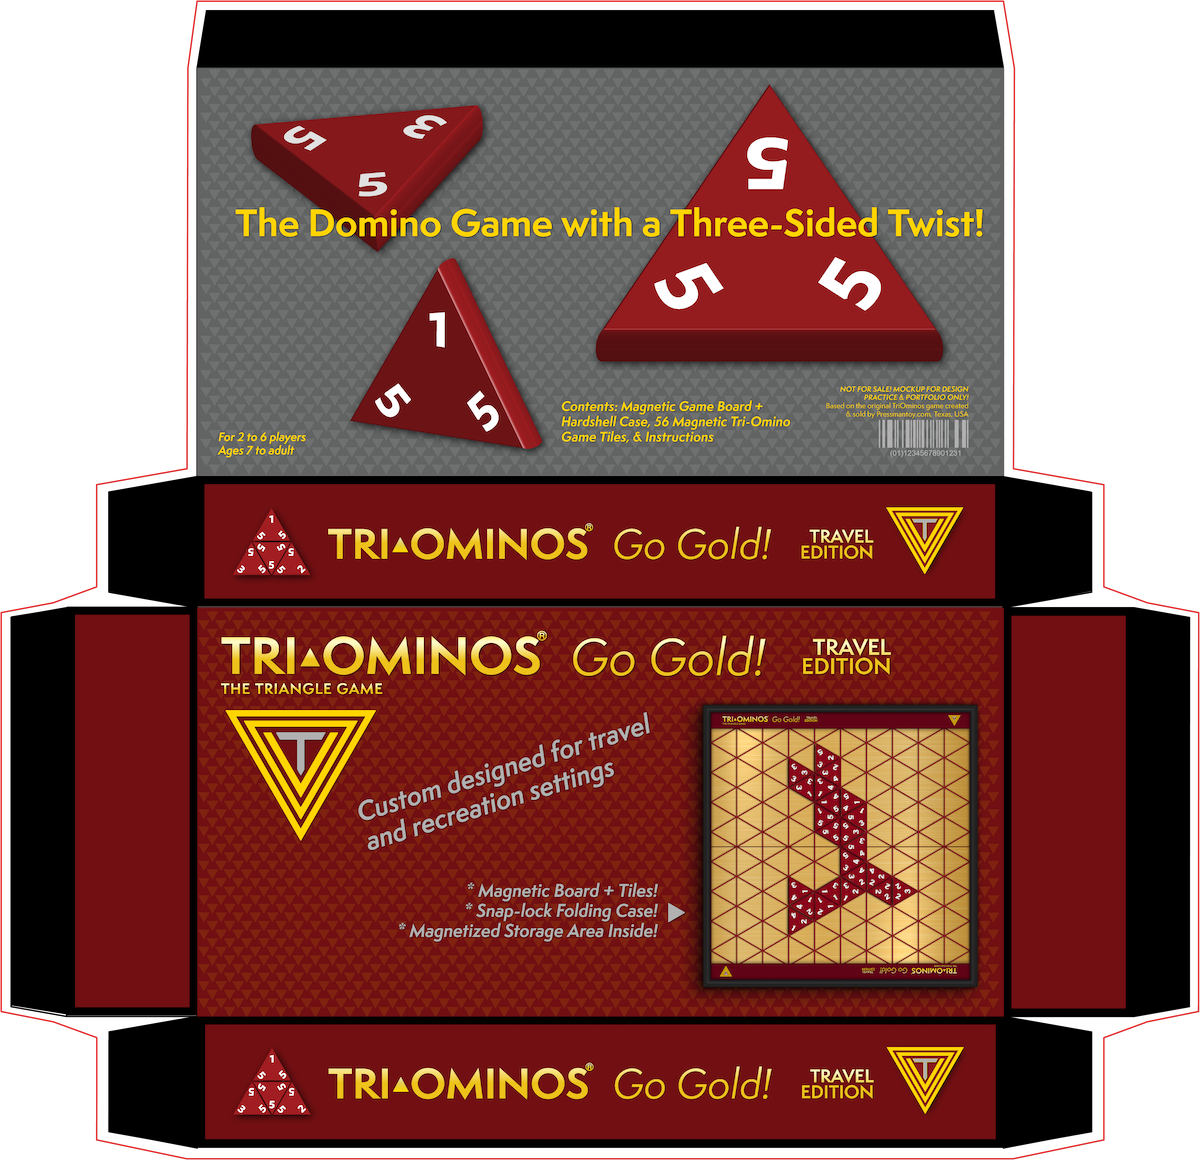 5
3
5
5
The Domino Game with a Three-Sided Twist!
5
5
1
5
5
NOT FOR SALE! MOCKUP FOR DESIGN
PRACTICE & PORTFOLIO ONLY!
Based on the original TriOminos game created
& sold by Pressmantoy.com, Texas, USA
(01)12345678901231
Contents: Magnetic Game Board +
Hardshell Case, 56 Magnetic Tri-Omino
Game Tiles, & Instructions
For 2 to 6 players
Ages 7 to adult
TRI▲OMINOS® Go Gold! TRAVEL
EDITION
T
TRI▲OMINOS® Go Gold! TRAVEL
EDITION
THE TRIANGLE GAME
T
Custom designed for travel
and recreation settings
* Magnetic Board + Tiles!
* Snap-lock Folding Case!
* Magnetized Storage Area Inside!
TRI▲OMINOS Go Gold!
TRI▲OMINOS Go Gold!
TRI▲OMINOS® Go Gold! TRAVEL
EDITION
T